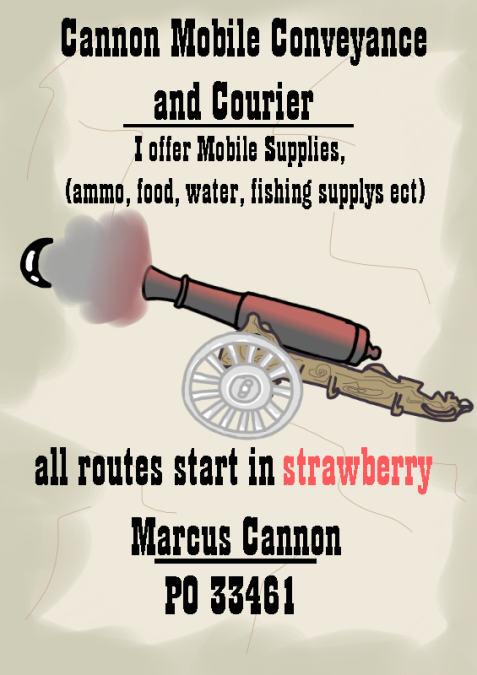 Cannon Mobile Conveyance
and Courier
I offer Mobile Supplies,
(ammo, food, water, fishing supplys ect)
all routes start in strawberry
Marcus Cannon
PO 33461